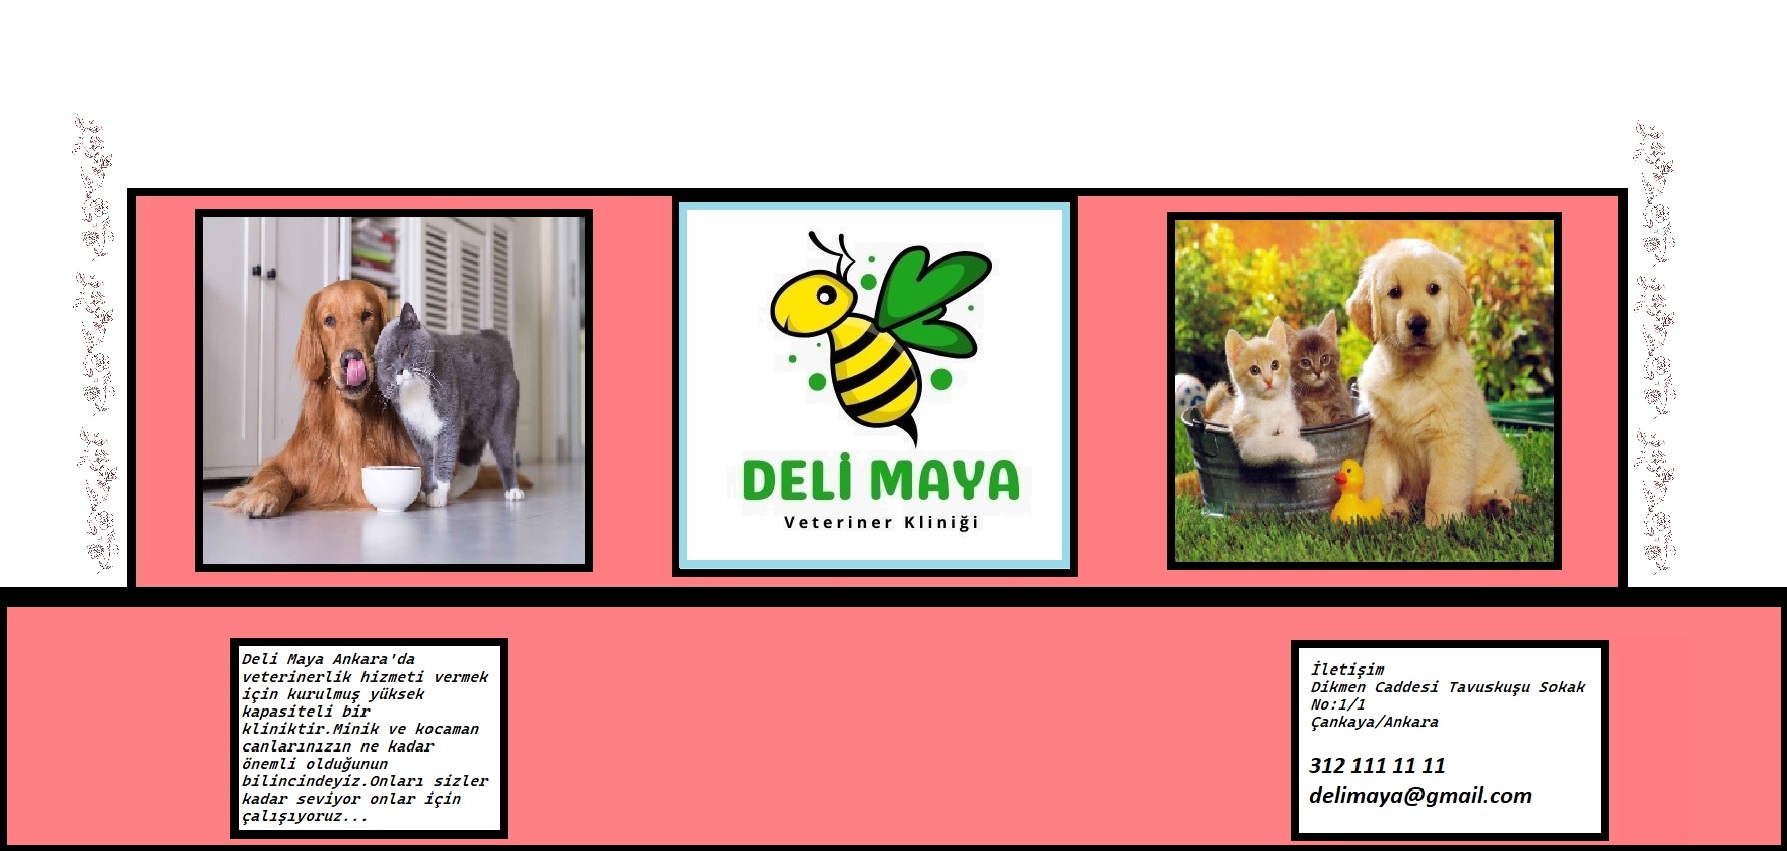 DELİ MAYA
Veteriner Kliniği
Deli Maya Ankara'da
veterinerlik hizmeti vermek
için kurulmuş yüksek
kapasiteli bir
kliniktir.Minik ve kocaman
canlarınızın ne kadar
önemli olduğunun
bilincindeyiz.Onları sizler
kadar seviyor onlar için
çalışıyoruz...
İletişim
Dikmen Caddesi Tavuskuşu Sokak
No:1/1
Çankaya/Ankara
312 111 11 11
delimaya@gmail.com